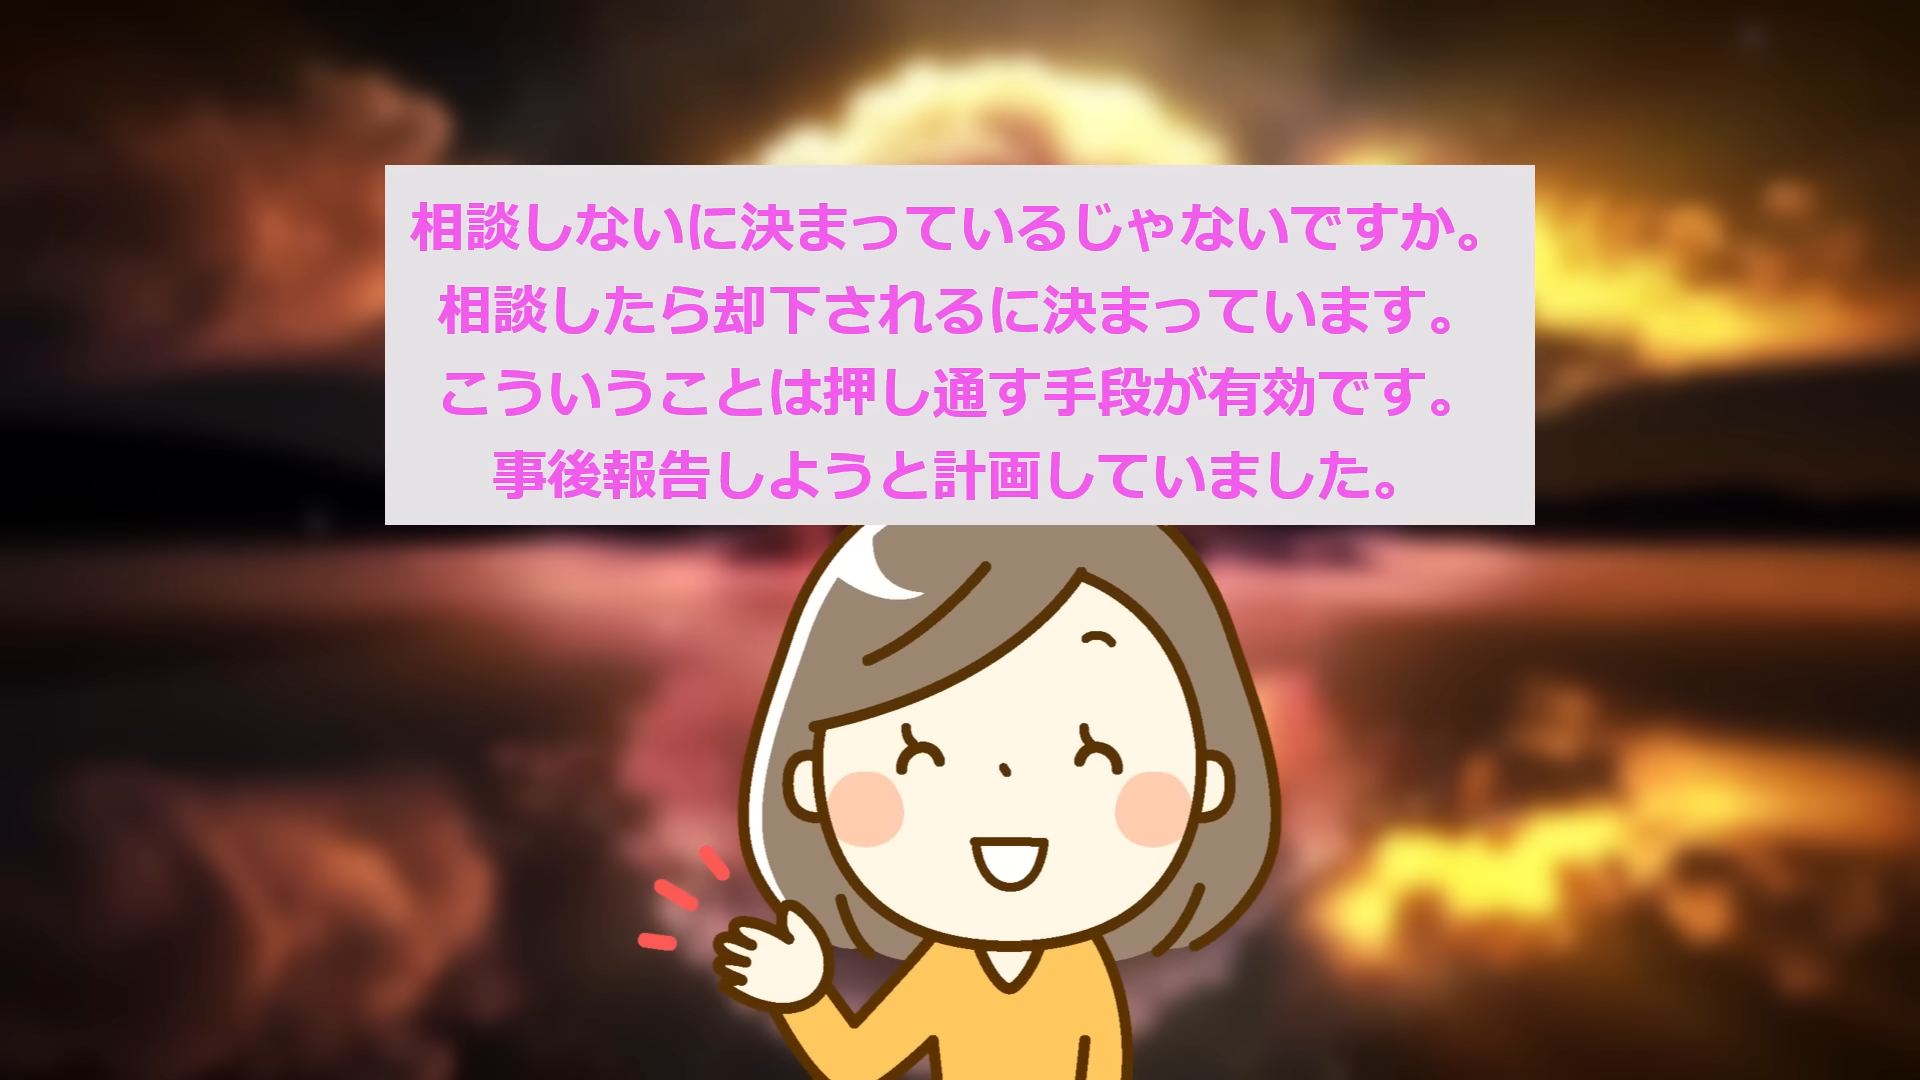 相談しないに決まっているじゃないですか。
相談したら却下されるに決まっています。
こういうことは押し通す手段が有効です。
事後報告しようと計画していました。